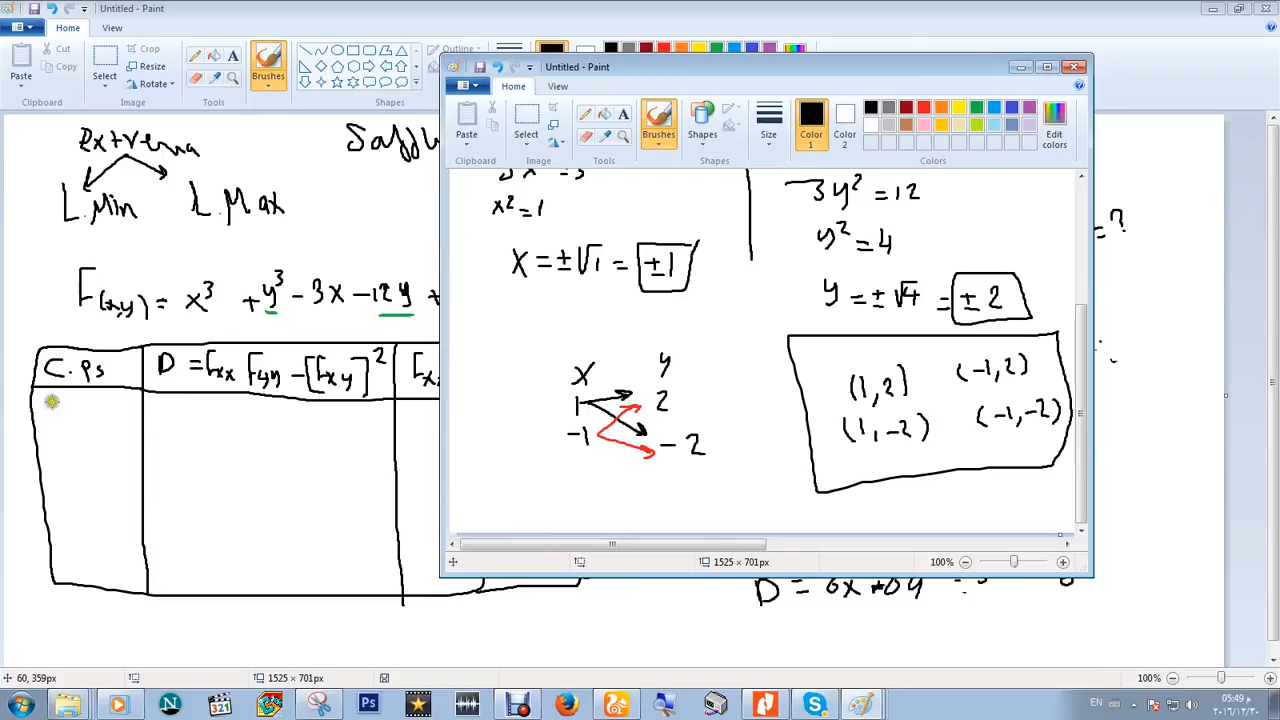 Untitled - Paint
Home
View
Cut
Copy
Paste
Clipboard
Select
Crop
Resize
Rotate
Image
Tools
Brushes
Shapes
Outline
Untitled - Paint
Home
View
Paste
Clipboard
Select
Image
Tools
Brushes
Shapes
Size
Color 1
Color 2
Edit colors
Colors
Extrema
L.Min L.Max
F(x,y) = x³ + y³ - 3x - 12y +
C.Ps
D = Fxx Fyy - [Fxy]²
x² = 1
X = ±√1 = ±1
3y² = 12
y² = 4
y = ±√4 = ±2
= ?
X y
1 2
-1 -2
(1,2) (-1,2)
(1,-2) (-1,-2)
100%
1525 × 701px
60, 359px
1525 × 701px
100%
EN
05:49 م
٢٠١٦/١٢/٢٠